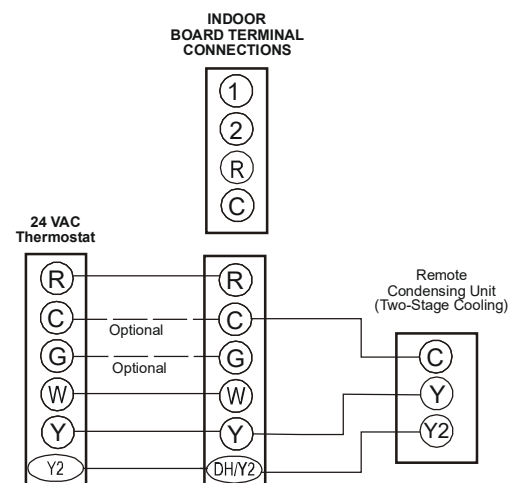 INDOOR
BOARD TERMINAL
CONNECTIONS
1
2
R
C
24 VAC
Thermostat
R
C
G
W
Y
Y2
Optional
Optional
R
C
G
W
Y
DH/Y2
Remote
Condensing Unit
(Two-Stage Cooling)
C
Y
Y2